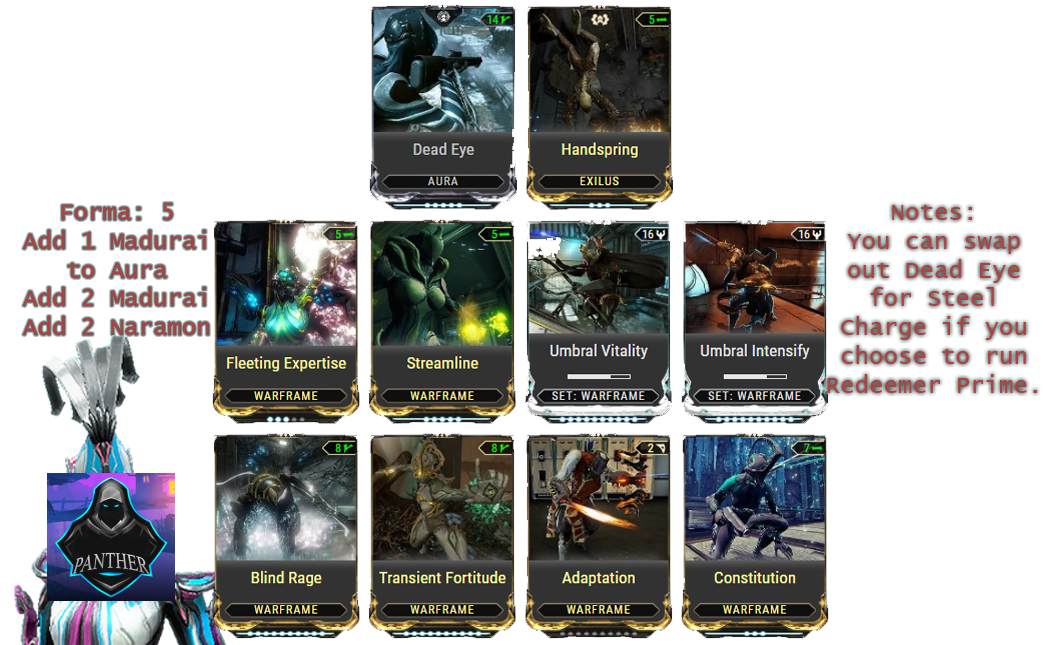 14
5
Dead Eye
Handspring
AURA
EXILUS
Forma: 5
Add 1 Madurai
to Aura
Add 2 Madurai
Add 2 Naramon
Notes:
You can swap
out Dead Eye
for Steel
Charge if you
choose to run
Redeemer Prime.
5
5
16
16
Fleeting Expertise
Streamline
Umbral Vitality
Umbral Intensify
WARFRAME
WARFRAME
SET: WARFRAME
SET: WARFRAME
8
8
2
7
PANTHER
Blind Rage
Transient Fortitude
Adaptation
Constitution
WARFRAME
WARFRAME
WARFRAME
WARFRAME